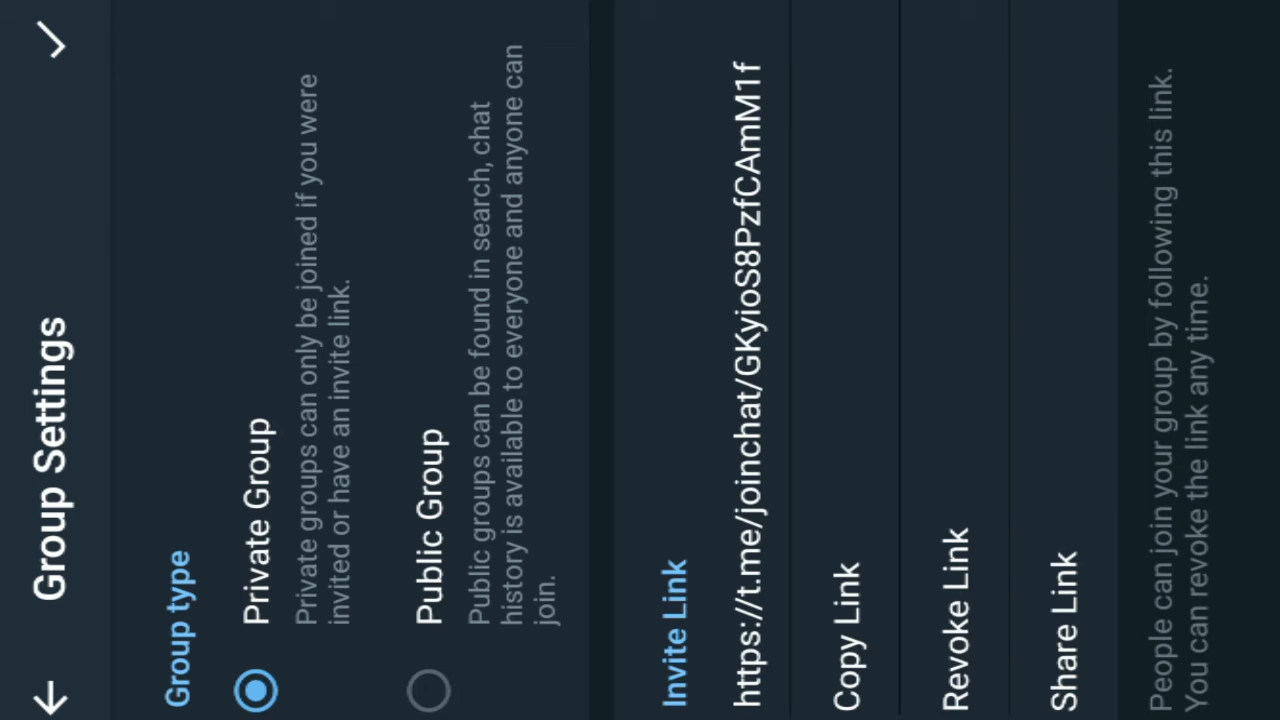 Group Settings
Group type
Private Group
Private groups can only be joined if you were
invited or have an invite link.
Public Group
Public groups can be found in search, chat
history is available to everyone and anyone can
join.
Invite Link
https://t.me/joinchat/GKyioS8PzfCAmM1f
Copy Link
Revoke Link
Share Link
People can join your group by following this link.
You can revoke the link any time.